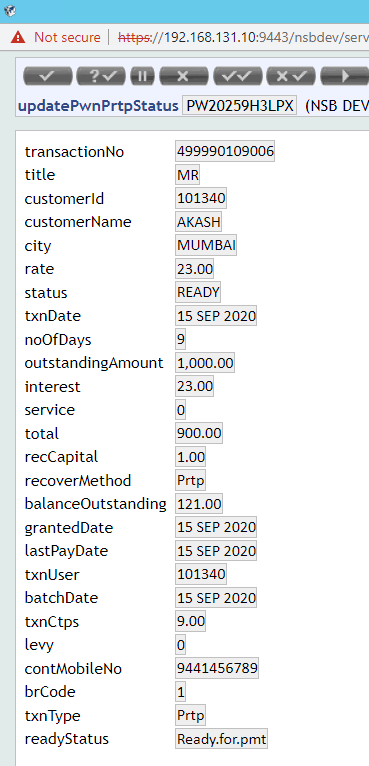 Not secure | https://192.168.131.10:9443/nsbdev/serv
updatePwnPrtpStatus PW20259H3LPX (NSB DEV
transactionNo 499990109006
title MR
customerId 101340
customerName AKASH
city MUMBAI
rate 23.00
status READY
txnDate 15 SEP 2020
noOfDays 9
outstandingAmount 1,000.00
interest 23.00
service 0
total 900.00
recCapital 1.00
recoverMethod Prtp
balanceOutstanding 121.00
grantedDate 15 SEP 2020
lastPayDate 15 SEP 2020
txnUser 101340
batchDate 15 SEP 2020
txnCtps 9.00
levy 0
contMobileNo 9441456789
brCode 1
txnType Prtp
readyStatus Ready.for.pmt